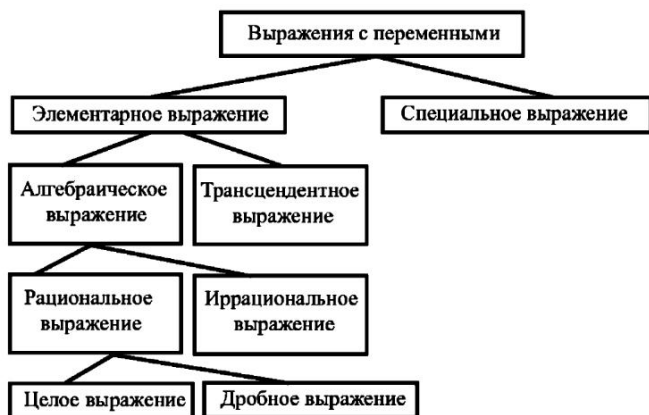 Выражения с переменными
Элементарное выражение
Специальное выражение
Алгебраическое
выражение
Трансцендентное
выражение
Рациональное
выражение
Иррациональное
выражение
Целое выражение
Дробное выражение